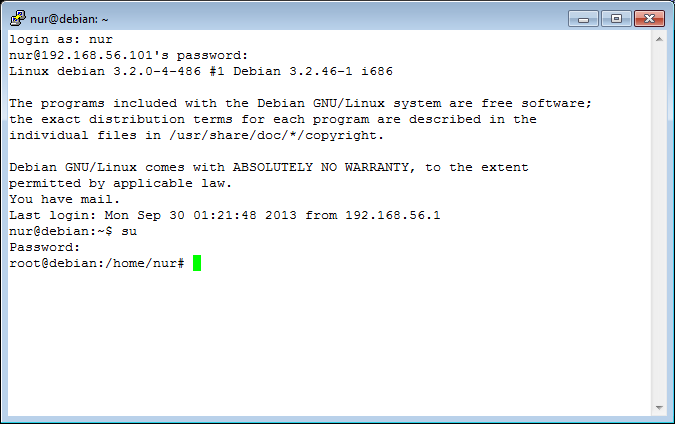 nur@debian: ~
login as: nur
nur@192.168.56.101's password:
Linux debian 3.2.0-4-486 #1 Debian 3.2.46-1 i686
The programs included with the Debian GNU/Linux system are free software;
the exact distribution terms for each program are described in the
individual files in /usr/share/doc/*/copyright.
Debian GNU/Linux comes with ABSOLUTELY NO WARRANTY, to the extent
permitted by applicable law.
You have mail.
Last login: Mon Sep 30 01:21:48 2013 from 192.168.56.1
nur@debian:~$ su
Password:
root@debian:/home/nur#